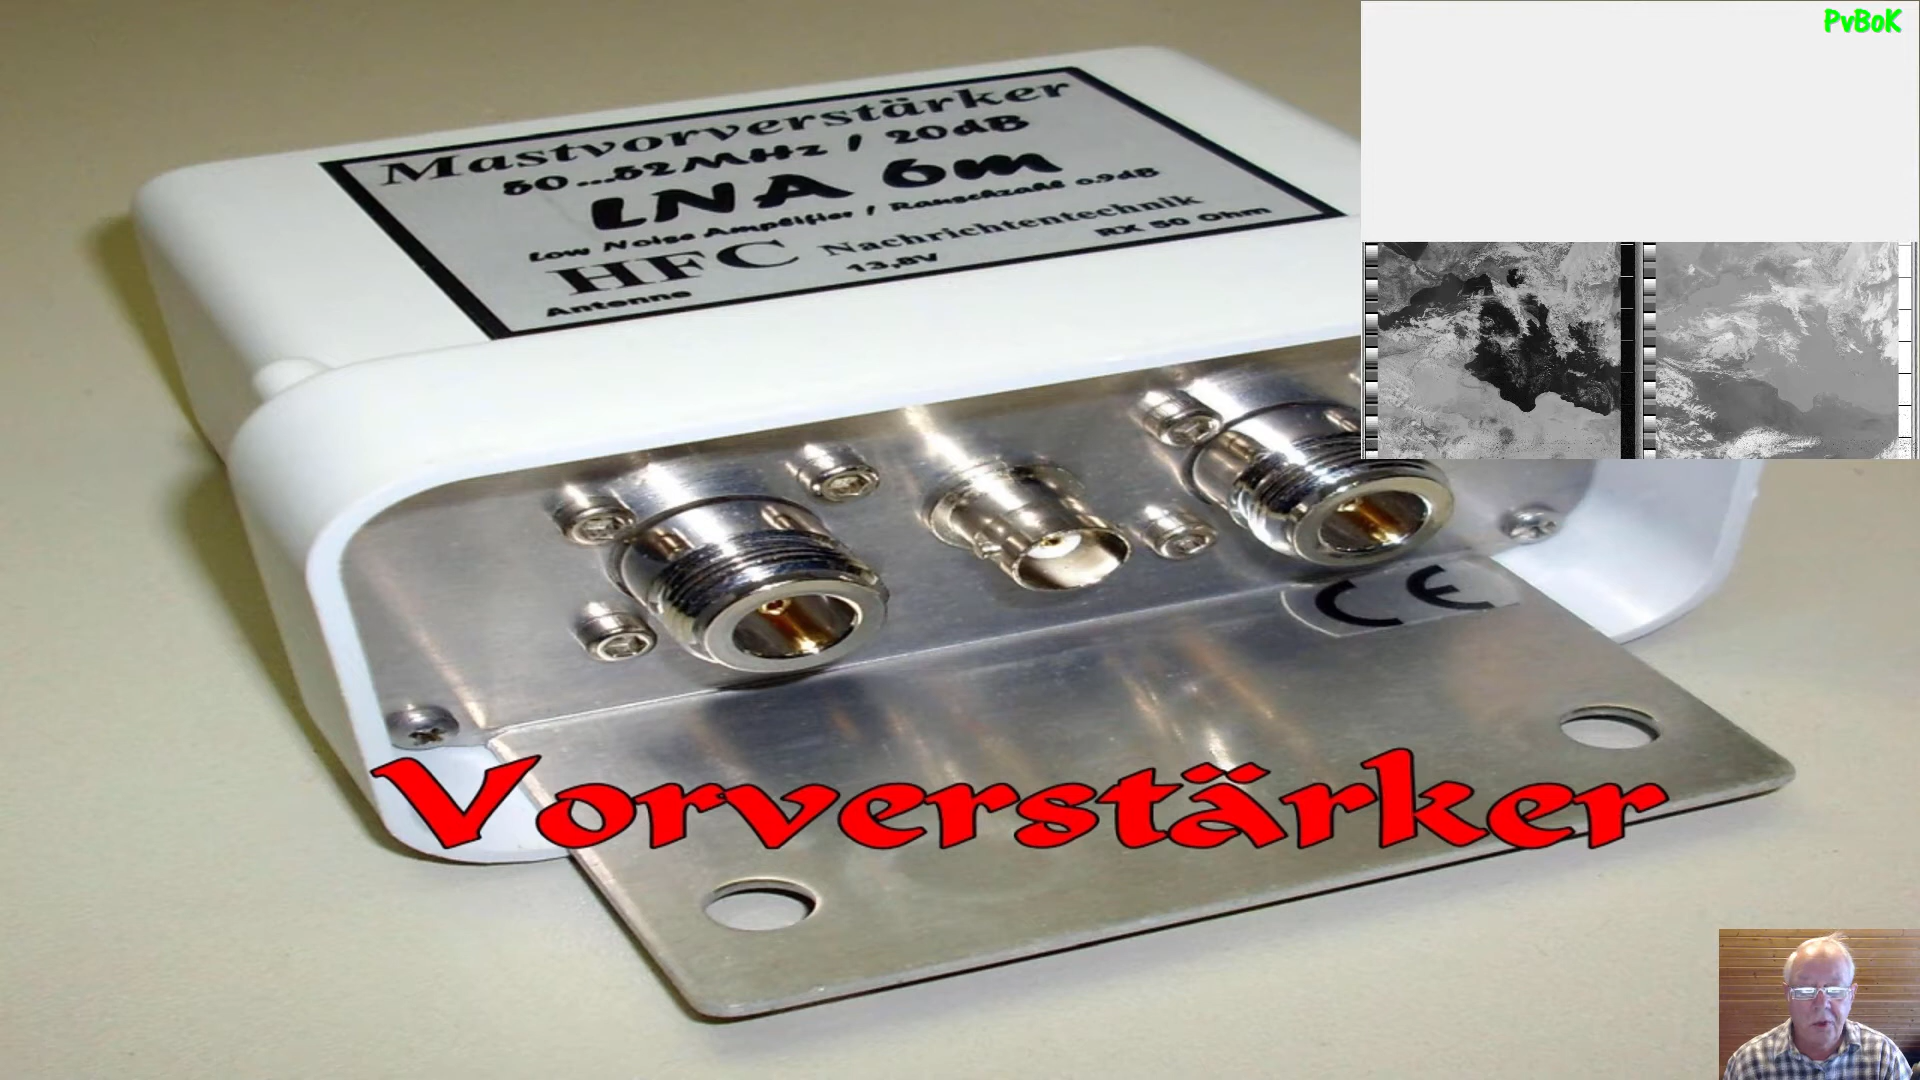 PvBoK
Mastvorverstärker
50...52MHz / 20dB
LNA 6m
Low Noise Amplifier / Rauschzahl 0.9dB
HFC Nachrichtentechnik
Antenne 13,8V RX 50 Ohm
CE
Vorverstärker